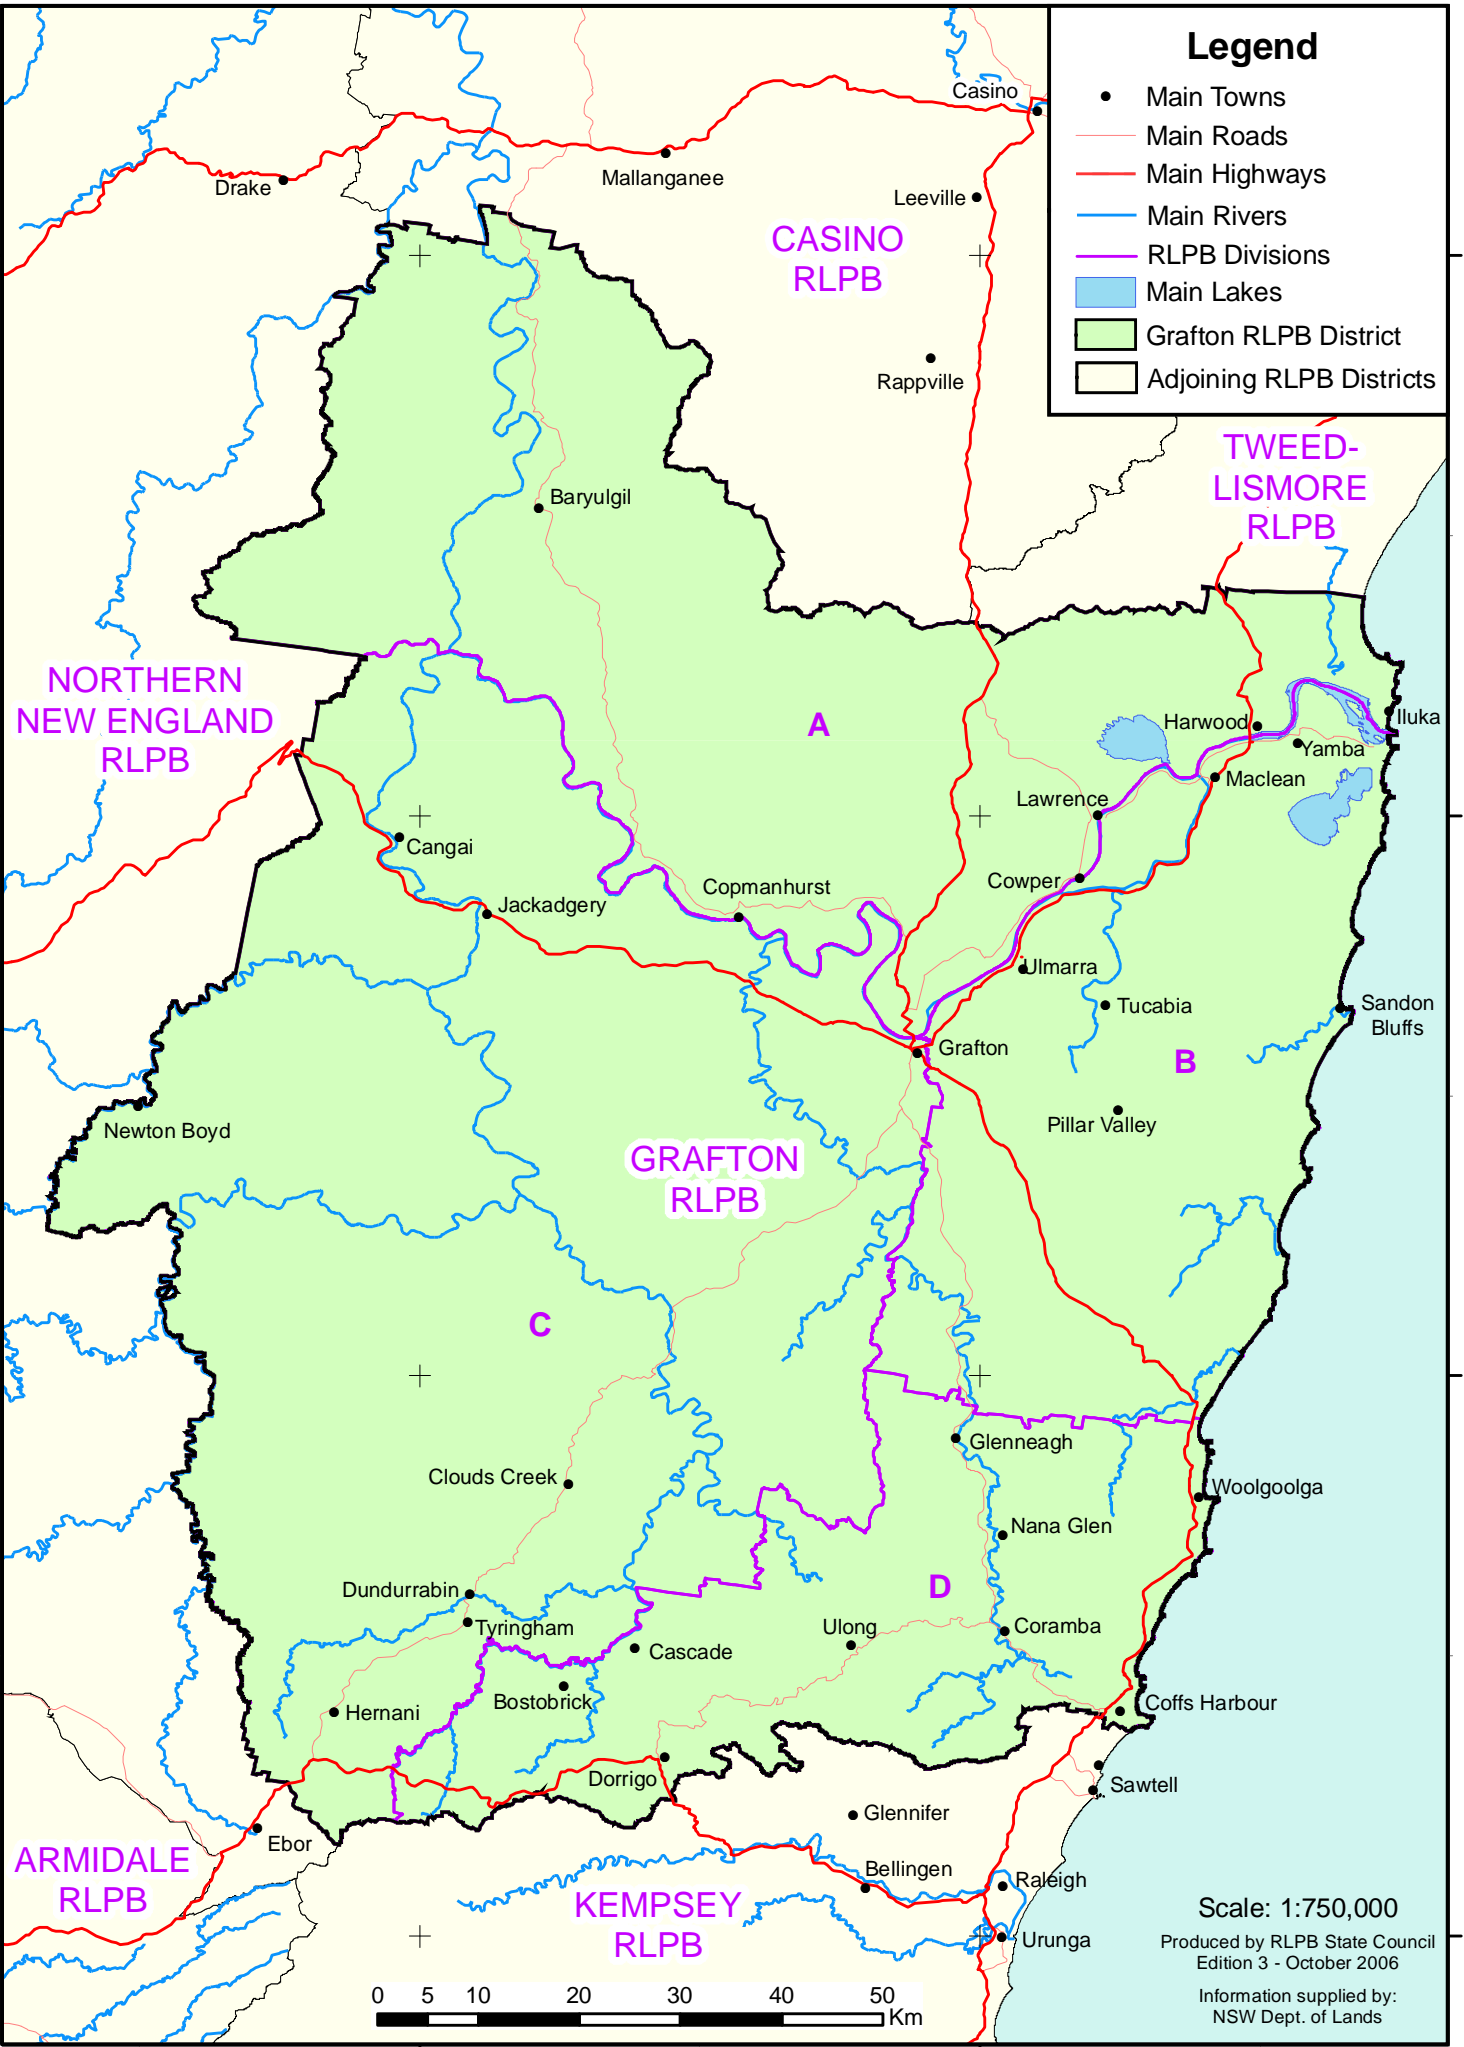 Legend
Main Towns
Main Roads
Main Highways
Main Rivers
RLPB Divisions
Main Lakes
Grafton RLPB District
Adjoining RLPB Districts
Casino
Drake
Mallanganee
Leeville
CASINO
RLPB
Rappville
TWEED-
LISMORE
RLPB
Baryulgil
NORTHERN
NEW ENGLAND
RLPB
A
Harwood
Iluka
Yamba
Maclean
Lawrence
Cangai
Cowper
Copmanhurst
Jackadgery
Ulmarra
Tucabia
Sandon
Bluffs
Grafton
B
Pillar Valley
Newton Boyd
GRAFTON
RLPB
C
Glenneagh
Clouds Creek
Woolgoolga
Nana Glen
Dundurrabin
D
Tyringham
Ulong
Coramba
Cascade
Bostobrick
Hernani
Coffs Harbour
Dorrigo
Sawtell
Glennifer
Ebor
ARMIDALE
RLPB
Bellingen
Raleigh
KEMPSEY
RLPB
Urunga
Scale: 1:750,000
Produced by RLPB State Council
Edition 3 - October 2006
Information supplied by:
NSW Dept. of Lands
0 5 10 20 30 40 50
Km